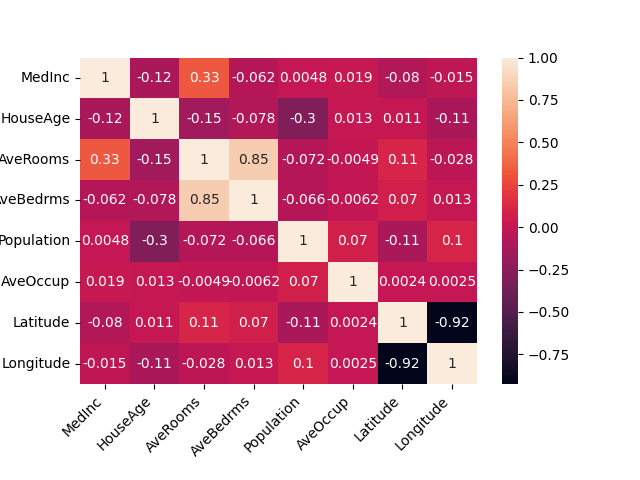 MedInc 1 -0.12 0.33 -0.062 0.0048 0.019 -0.08 -0.015
HouseAge -0.12 1 -0.15 -0.078 -0.3 0.013 0.011 -0.11
AveRooms 0.33 -0.15 1 0.85 -0.072 -0.0049 0.11 -0.028
AveBedrms -0.062 -0.078 0.85 1 -0.066 -0.0062 0.07 0.013
Population 0.0048 -0.3 -0.072 -0.066 1 0.07 -0.11 0.1
AveOccup 0.019 0.013 -0.0049 -0.0062 0.07 1 0.0024 0.0025
Latitude -0.08 0.011 0.11 0.07 -0.11 0.0024 1 -0.92
Longitude -0.015 -0.11 -0.028 0.013 0.1 0.0025 -0.92 1
MedInc HouseAge AveRooms AveBedrms Population AveOccup Latitude Longitude
1.00
0.75
0.50
0.25
0.00
−0.25
−0.50
−0.75